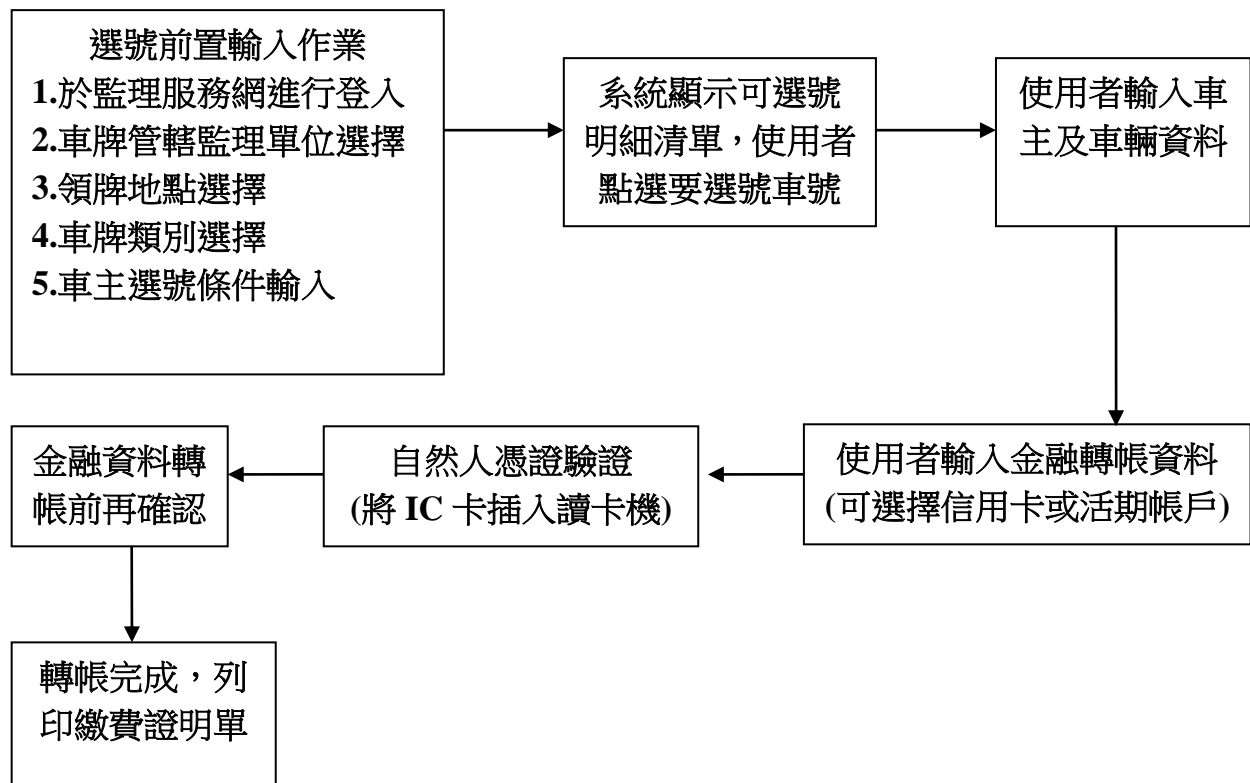 選號前置輸入作業
1.於監理服務網進行登入
2.車牌管轄監理單位選擇
3.領牌地點選擇
4.車牌類別選擇
5.車主選號條件輸入
系統顯示可選號
明細清單，使用者
點選要選號車號
使用者輸入車
主及車輛資料
使用者輸入金融轉帳資料
(可選擇信用卡或活期帳戶)
自然人憑證驗證
(將 IC 卡插入讀卡機)
金融資料轉
帳前再確認
轉帳完成，列
印繳費證明單